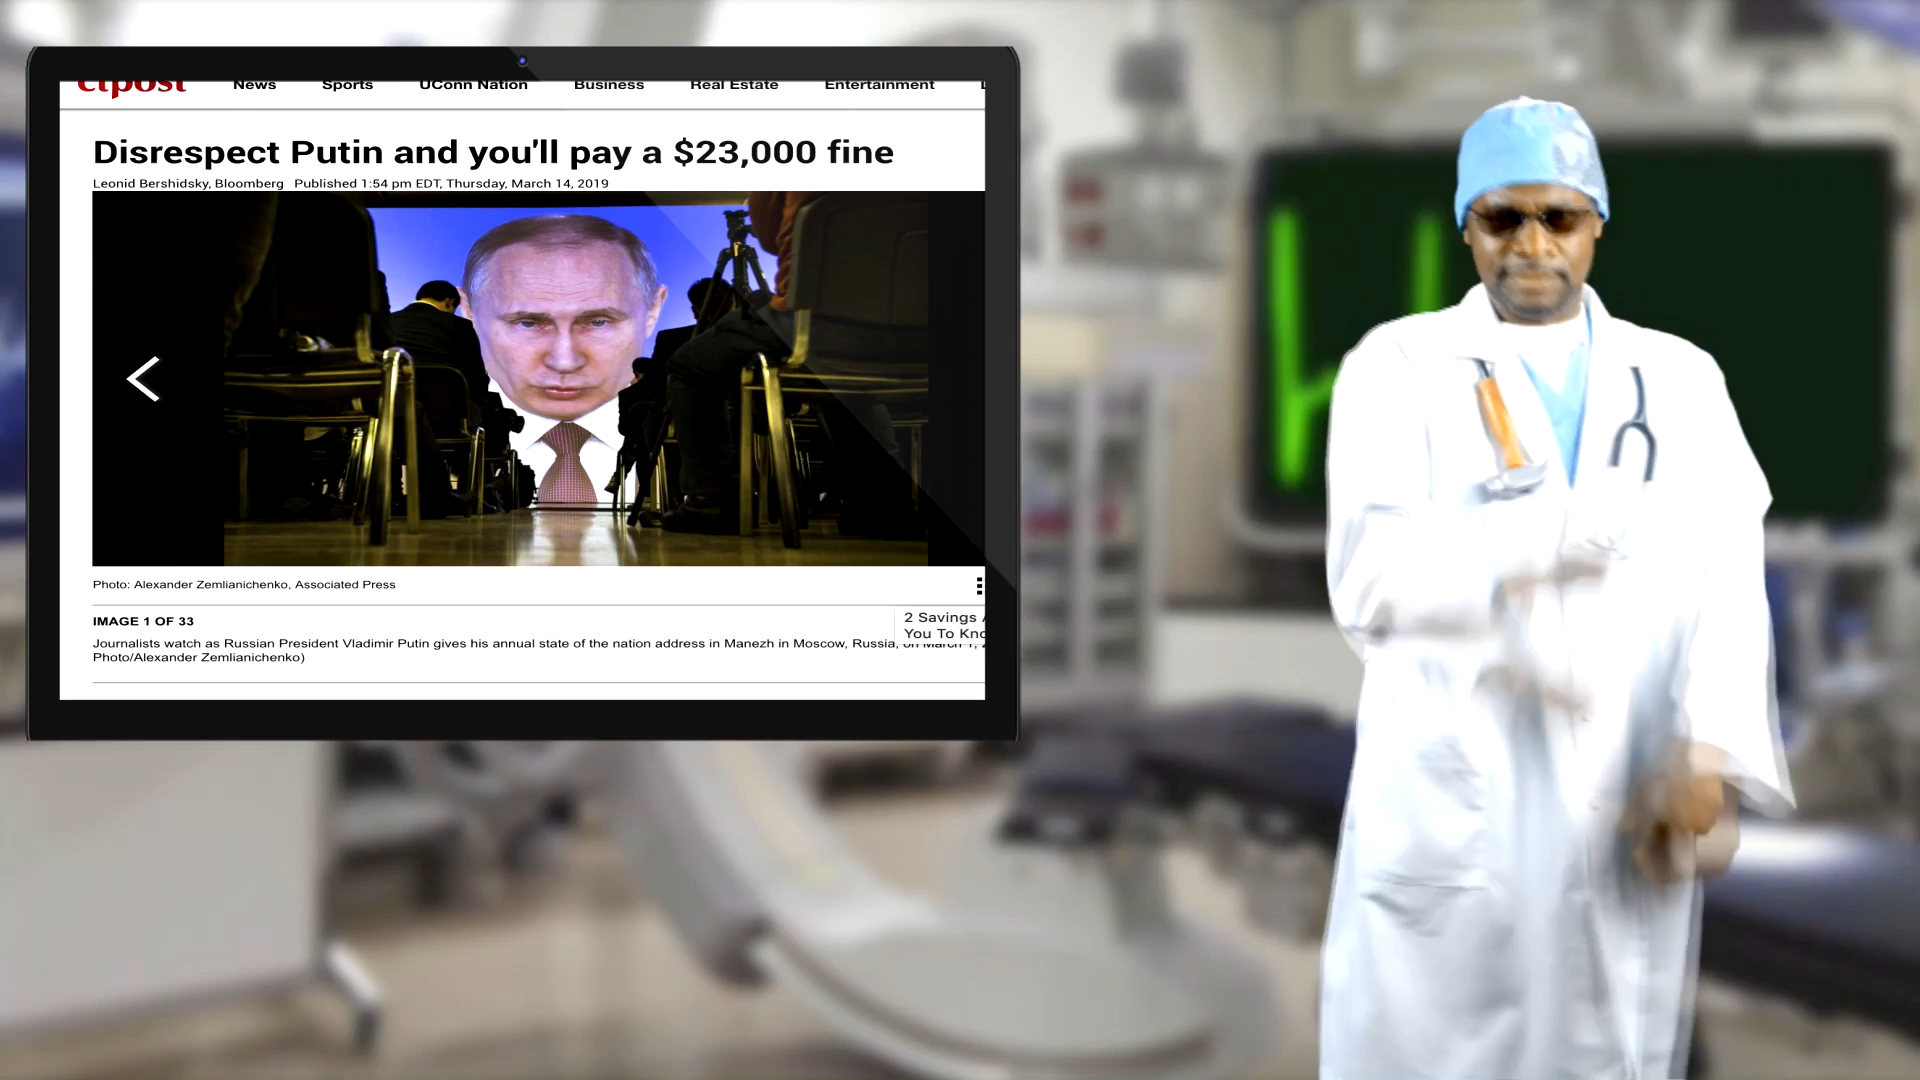 ctpost News Sports UConn Nation Business Real Estate Entertainment
Disrespect Putin and you'll pay a $23,000 fine
Leonid Bershidsky, Bloomberg Published 1:54 pm EDT, Thursday, March 14, 2019
Photo: Alexander Zemlianichenko, Associated Press
IMAGE 1 OF 33
2 Savings
You To
Journalists watch as Russian President Vladimir Putin gives his annual state of the nation address in Manezh in Moscow, Russia, on March 1,
Photo/Alexander Zemlianichenko)